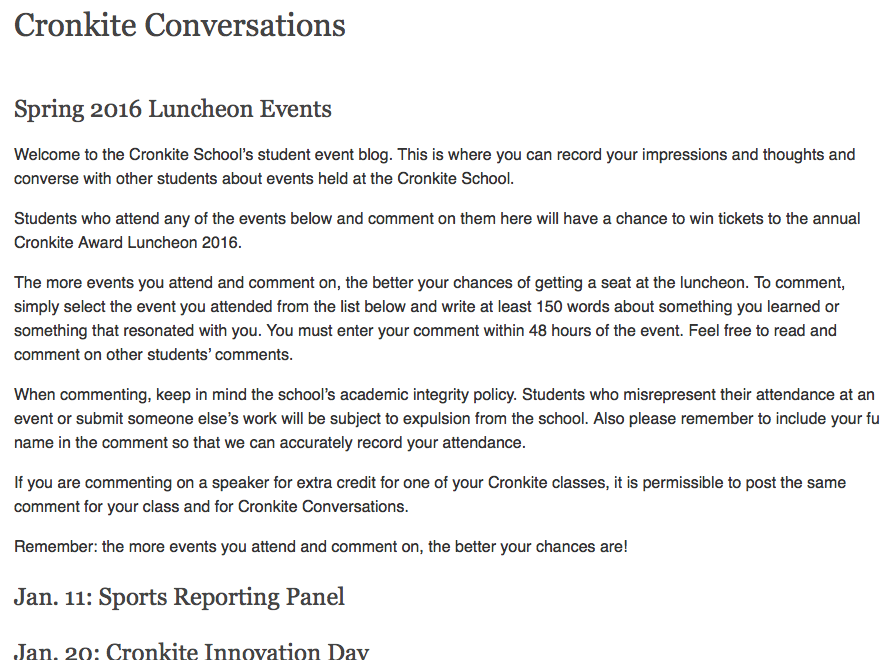 Cronkite Conversations
Spring 2016 Luncheon Events
Welcome to the Cronkite School’s student event blog. This is where you can record your impressions and thoughts and
converse with other students about events held at the Cronkite School.
Students who attend any of the events below and comment on them here will have a chance to win tickets to the annual
Cronkite Award Luncheon 2016.
The more events you attend and comment on, the better your chances of getting a seat at the luncheon. To comment,
simply select the event you attended from the list below and write at least 150 words about something you learned or
something that resonated with you. You must enter your comment within 48 hours of the event. Feel free to read and
comment on other students’ comments.
When commenting, keep in mind the school’s academic integrity policy. Students who misrepresent their attendance at an
event or submit someone else’s work will be subject to expulsion from the school. Also please remember to include your fu
name in the comment so that we can accurately record your attendance.
If you are commenting on a speaker for extra credit for one of your Cronkite classes, it is permissible to post the same
comment for your class and for Cronkite Conversations.
Remember: the more events you attend and comment on, the better your chances are!
Jan. 11: Sports Reporting Panel
Jan. 20: Cronkite Innovation Day